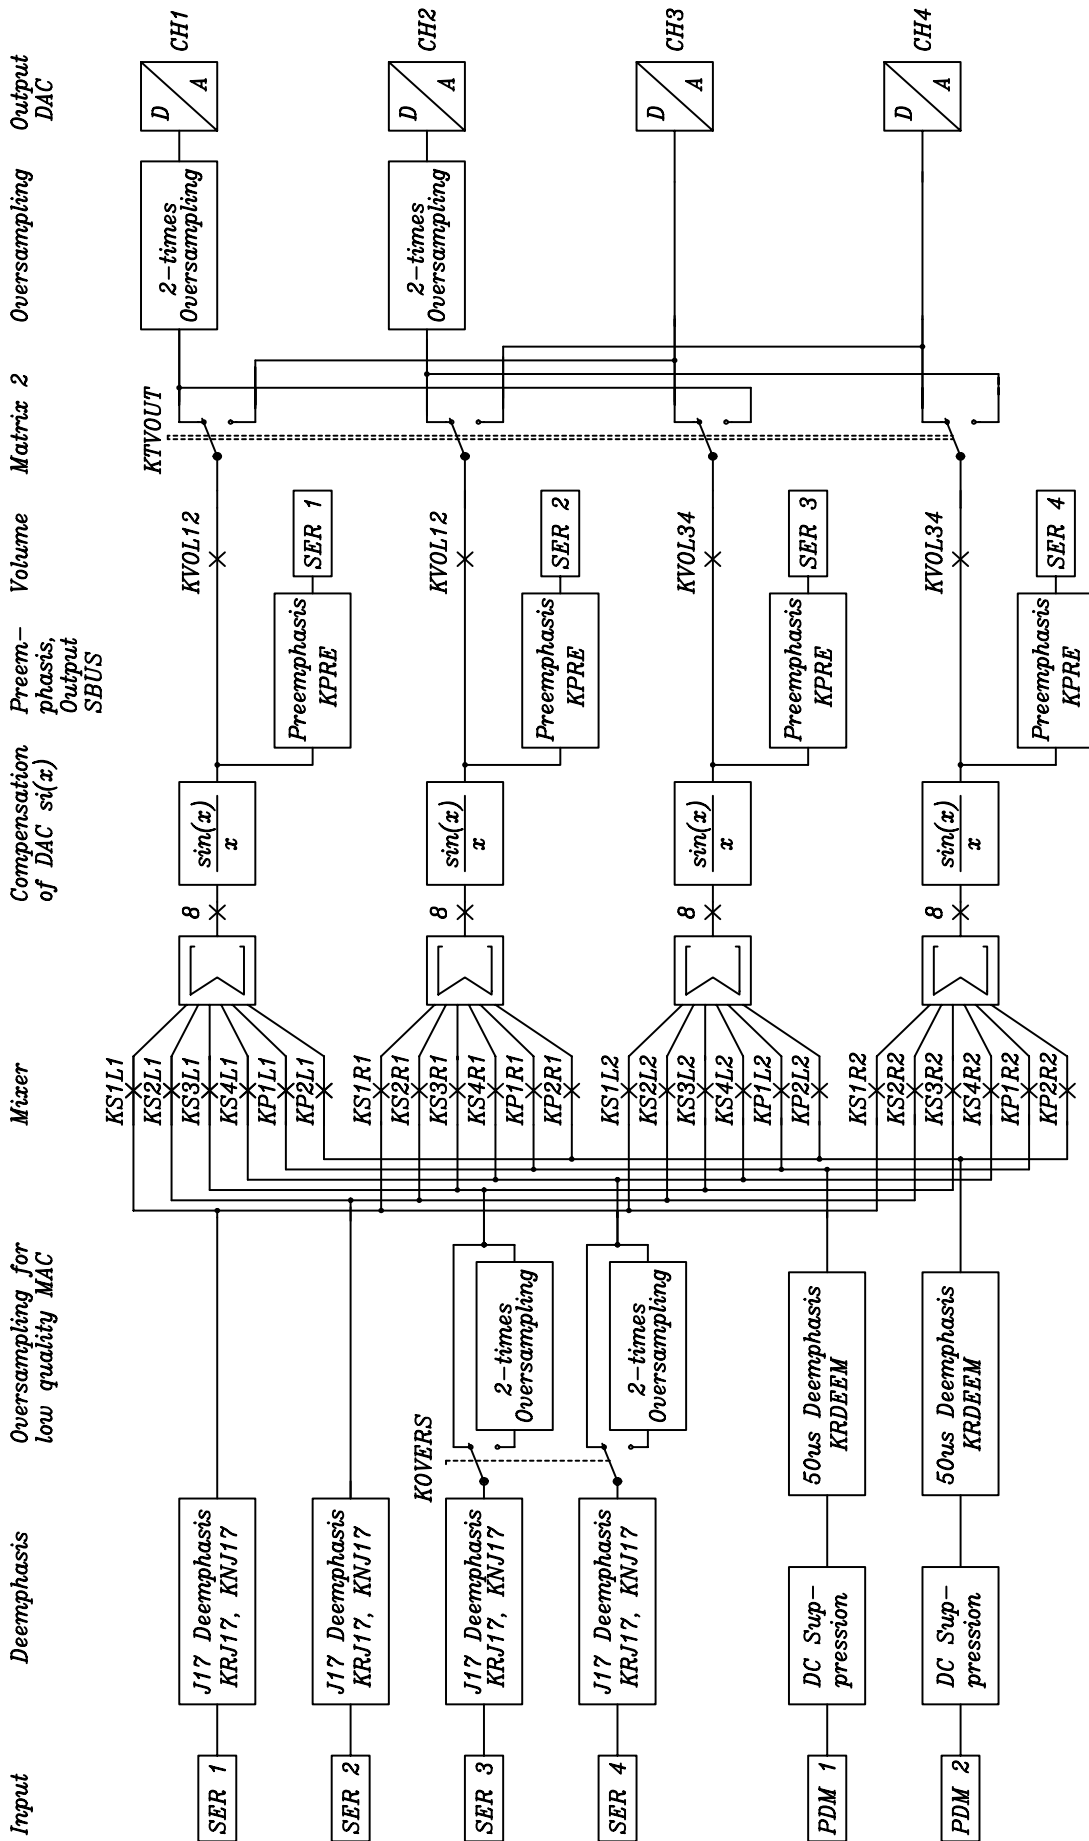 Input
Deemphasis
Oversampling for
low quality MAC
Mixer
Compensation
of DAC si(x)
Preem-
phasis,
Output
SBUS
Volume
Matrix 2
Oversampling
Output
DAC
SER 1
J17 Deemphasis
KRJ17, KNJ17
KS1L1
KS2L1
KS3L1
KS4L1
KP1L1
KP2L1
8
sin(x)
x
Preemphasis
KPRE
SER 1
KVOL12
KTVOUT
2-times
Oversampling
D
A
CH1
SER 2
J17 Deemphasis
KRJ17, KNJ17
KS1R1
KS2R1
KS3R1
KS4R1
KP1R1
KP2R1
8
sin(x)
x
Preemphasis
KPRE
SER 2
KVOL12
2-times
Oversampling
D
A
CH2
SER 3
J17 Deemphasis
KRJ17, KNJ17
KOVERS
2-times
Oversampling
SER 4
J17 Deemphasis
KRJ17, KNJ17
2-times
Oversampling
KS1L2
KS2L2
KS3L2
KS4L2
KP1L2
KP2L2
8
sin(x)
x
Preemphasis
KPRE
SER 3
KVOL34
D
A
CH3
PDM 1
DC Sup-
pression
50us Deemphasis
KRDEEM
PDM 2
DC Sup-
pression
50us Deemphasis
KRDEEM
KS1R2
KS2R2
KS3R2
KS4R2
KP1R2
KP2R2
8
sin(x)
x
Preemphasis
KPRE
SER 4
KVOL34
D
A
CH4